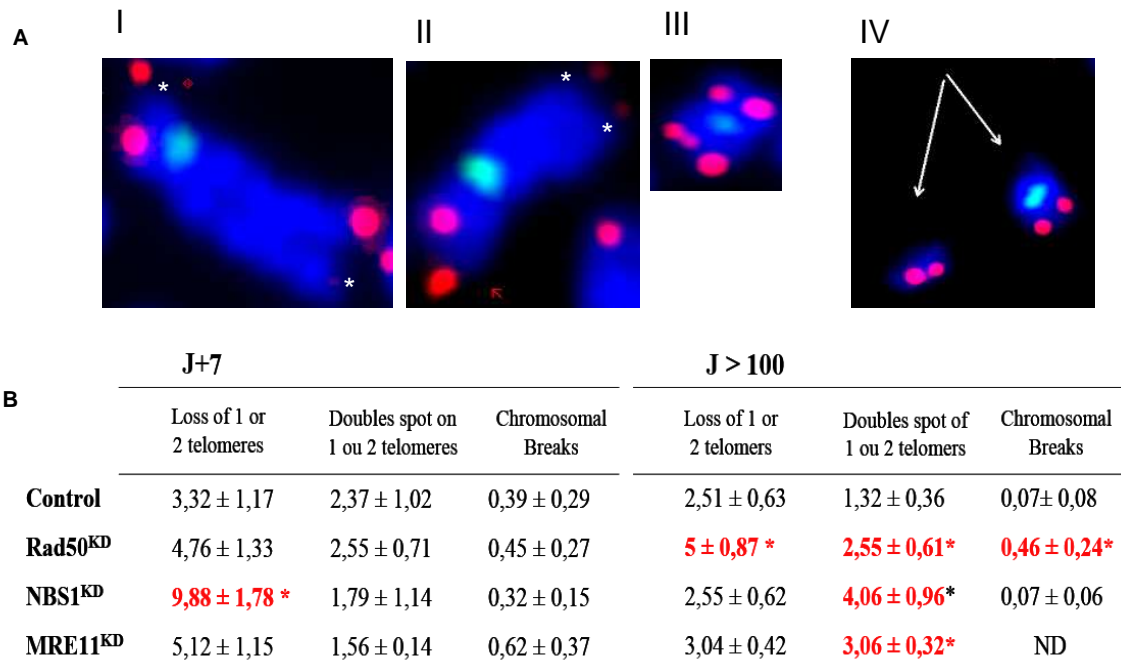 A
I
II
III
IV
*
*
*
*
J+7
J > 100
B
Loss of 1 or 2 telomeres
Doubles spot on 1 ou 2 telomeres
Chromosomal Breaks
Loss of 1 or 2 telomers
Doubles spot of 1 ou 2 telomers
Chromosomal Breaks
Control 3,32 ± 1,17 2,37 ± 1,02 0,39 ± 0,29 2,51 ± 0,63 1,32 ± 0,36 0,07± 0,08
Rad50KD 4,76 ± 1,33 2,55 ± 0,71 0,45 ± 0,27 5 ± 0,87 * 2,55 ± 0,61* 0,46 ± 0,24*
NBS1KD 9,88 ± 1,78 * 1,79 ± 1,14 0,32 ± 0,15 2,55 ± 0,62 4,06 ± 0,96* 0,07 ± 0,06
MRE11KD 5,12 ± 1,15 1,56 ± 0,14 0,62 ± 0,37 3,04 ± 0,42 3,06 ± 0,32* ND